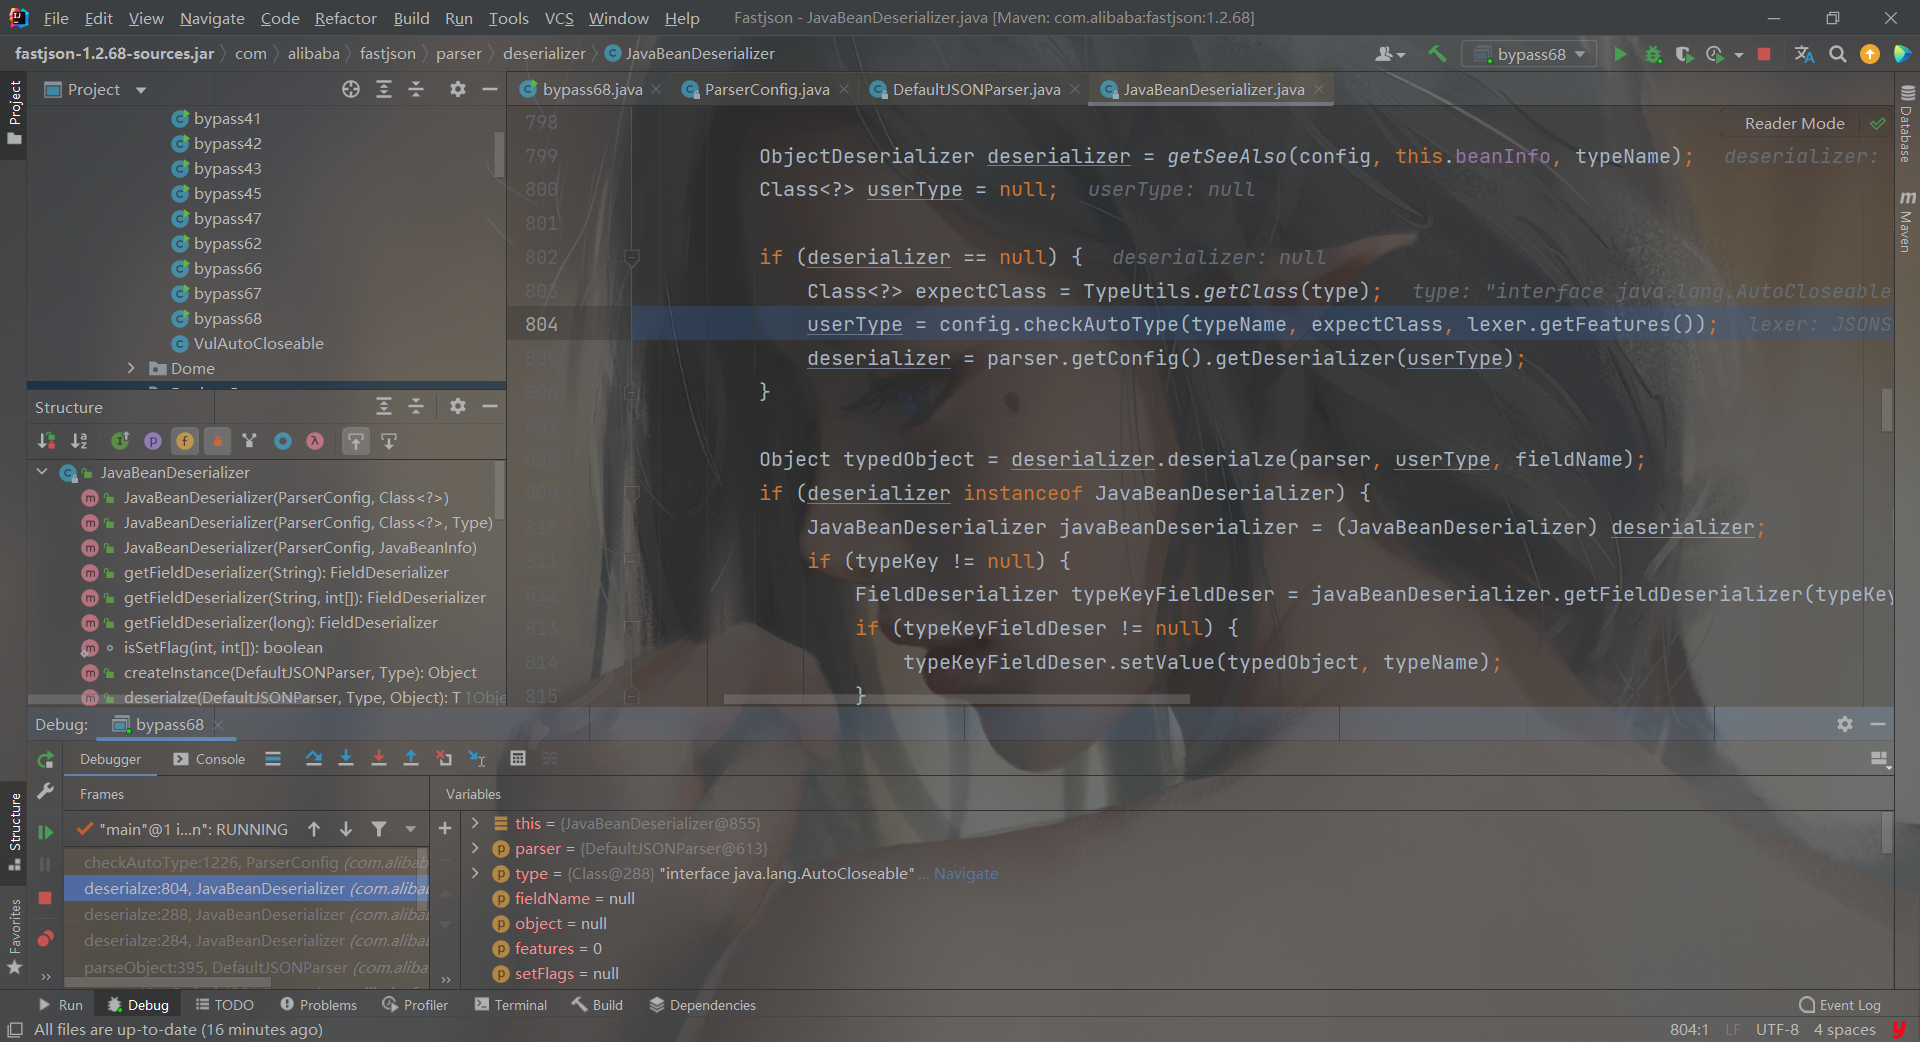 File Edit View Navigate Code Refactor Build Run Tools VCS Window Help Fastjson - JavaBeanDeserializer.java [Maven: com.alibaba:fastjson:1.2.68]
fastjson-1.2.68-sources.jar com alibaba fastjson parser deserializer JavaBeanDeserializer bypass68
Project
bypass68.java ParserConfig.java DefaultJSONParser.java JavaBeanDeserializer.java
Project
Database
Maven
bypass41
bypass42
bypass43
bypass45
bypass47
bypass62
bypass66
bypass67
bypass68
VulAutoCloseable
Dome
Reader Mode
798
799 ObjectDeserializer deserializer = getSeeAlso(config, this.beanInfo, typeName); deserializer:
800 Class<?> userType = null; userType: null
801
802 if (deserializer == null) { deserializer: null
803 Class<?> expectClass = TypeUtils.getClass(type); type: "interface java.lang.AutoCloseable
804 userType = config.checkAutoType(typeName, expectClass, lexer.getFeatures()); lexer: JSONS
805 deserializer = parser.getConfig().getDeserializer(userType);
806 }
807
808 Object typedObject = deserializer.deserialze(parser, userType, fieldName);
809 if (deserializer instanceof JavaBeanDeserializer) {
810 JavaBeanDeserializer javaBeanDeserializer = (JavaBeanDeserializer) deserializer;
811 if (typeKey != null) {
812 FieldDeserializer typeKeyFieldDeser = javaBeanDeserializer.getFieldDeserializer(typeKey
813 if (typeKeyFieldDeser != null) {
814 typeKeyFieldDeser.setValue(typedObject, typeName);
815 }
Structure
JavaBeanDeserializer
JavaBeanDeserializer(ParserConfig, Class<?>)
JavaBeanDeserializer(ParserConfig, Class<?>, Type)
JavaBeanDeserializer(ParserConfig, JavaBeanInfo)
getFieldDeserializer(String): FieldDeserializer
getFieldDeserializer(String, int[]): FieldDeserializer
getFieldDeserializer(long): FieldDeserializer
isSetFlag(int, int[]): boolean
createInstance(DefaultJSONParser, Type): Object
deserialze(DefaultJSONParser, Type, Object): T ↑Obje
Debug: bypass68
Debugger Console
Structure
Favorites
Frames
"main"@1 i...n": RUNNING
checkAutoType:1226, ParserConfig (com.alibab
deserialze:804, JavaBeanDeserializer (com.aliba
deserialze:288, JavaBeanDeserializer (com.aliba
deserialze:284, JavaBeanDeserializer (com.aliba
parseObject:395, DefaultJSONParser (com.aliba
Variables
this = {JavaBeanDeserializer@855}
parser = {DefaultJSONParser@613}
type = {Class@288} "interface java.lang.AutoCloseable" ... Navigate
fieldName = null
object = null
features = 0
setFlags = null
Run Debug TODO Problems Profiler Terminal Build Dependencies Event Log
All files are up-to-date (16 minutes ago) 804:1 LF UTF-8 4 spaces